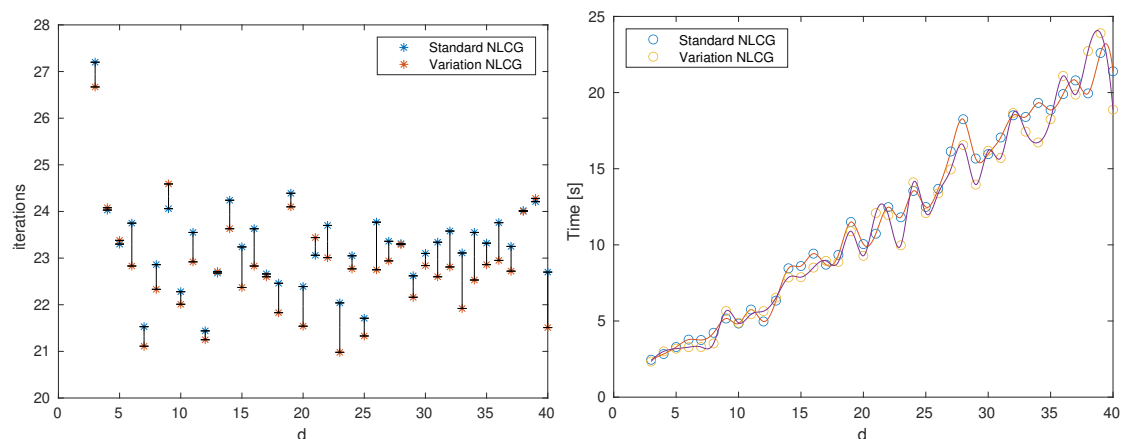 28
27
26
25
24
23
22
21
20
iterations
0 5 10 15 20 25 30 35 40
d
Standard NLCG
Variation NLCG
25
20
15
10
5
0
Time [s]
0 5 10 15 20 25 30 35 40
d
Standard NLCG
Variation NLCG